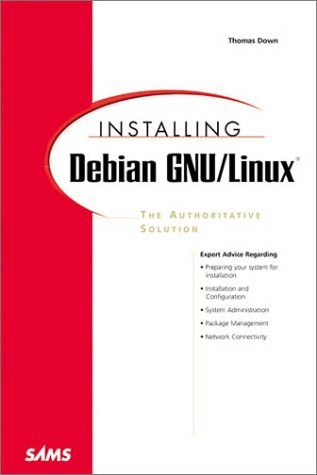 Thomas Down
INSTALLING
Debian GNU/Linux®
THE AUTHORITATIVE
SOLUTION
Expert Advice Regarding
• Preparing your system for
installation
• Installation and
Configuration
• System Administration
• Package Management
• Network Connectivity
SAMS